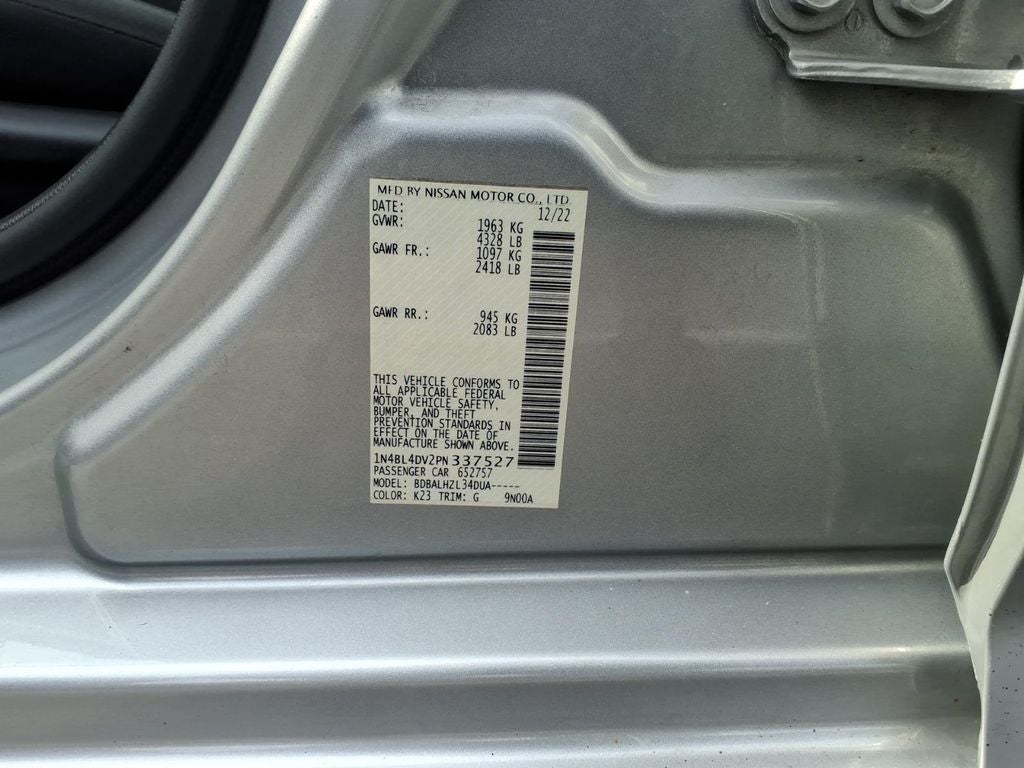 MFD BY NISSAN MOTOR CO., LTD.
DATE: 12/22
GVWR: 1963 KG
4328 LB
GAWR FR.: 1097 KG
2418 LB
GAWR RR.: 945 KG
2083 LB
THIS VEHICLE CONFORMS TO
ALL APPLICABLE FEDERAL
MOTOR VEHICLE SAFETY,
BUMPER, AND THEFT
PREVENTION STANDARDS IN
EFFECT ON THE DATE OF
MANUFACTURE SHOWN ABOVE.
1N4BL4DV2PN337527
PASSENGER CAR 652757
MODEL: BDBALHZL34DUA-----
COLOR: K23 TRIM: G 9N00A